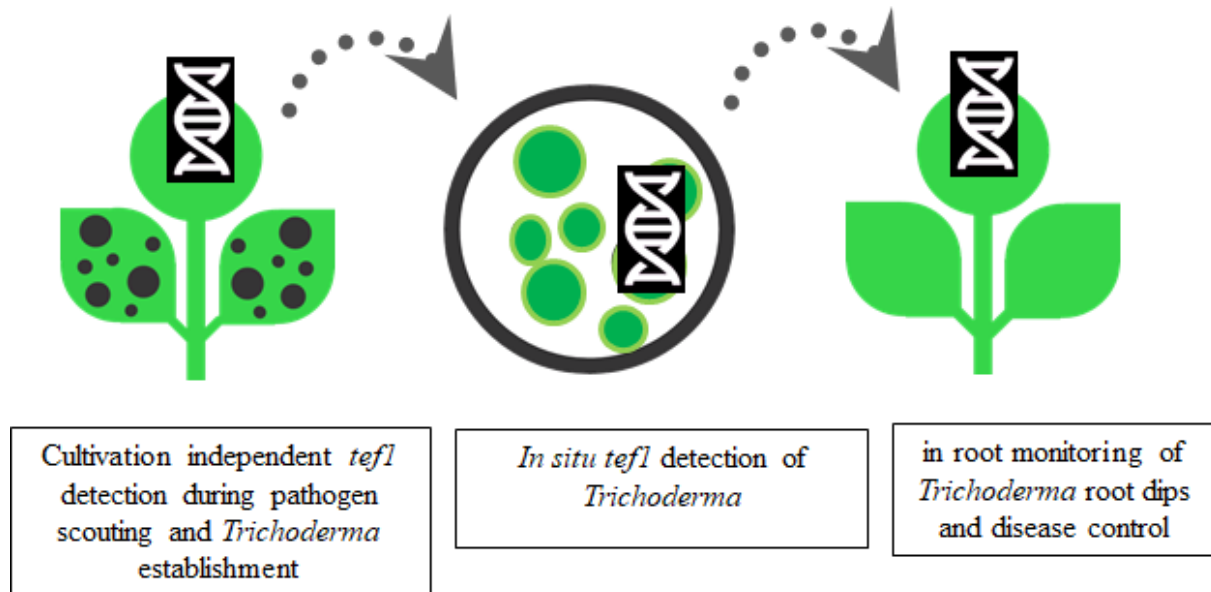 Cultivation independent tef1
detection during pathogen
scouting and Trichoderma
establishment
In situ tef1 detection of
Trichoderma
in root monitoring of
Trichoderma root dips
and disease control